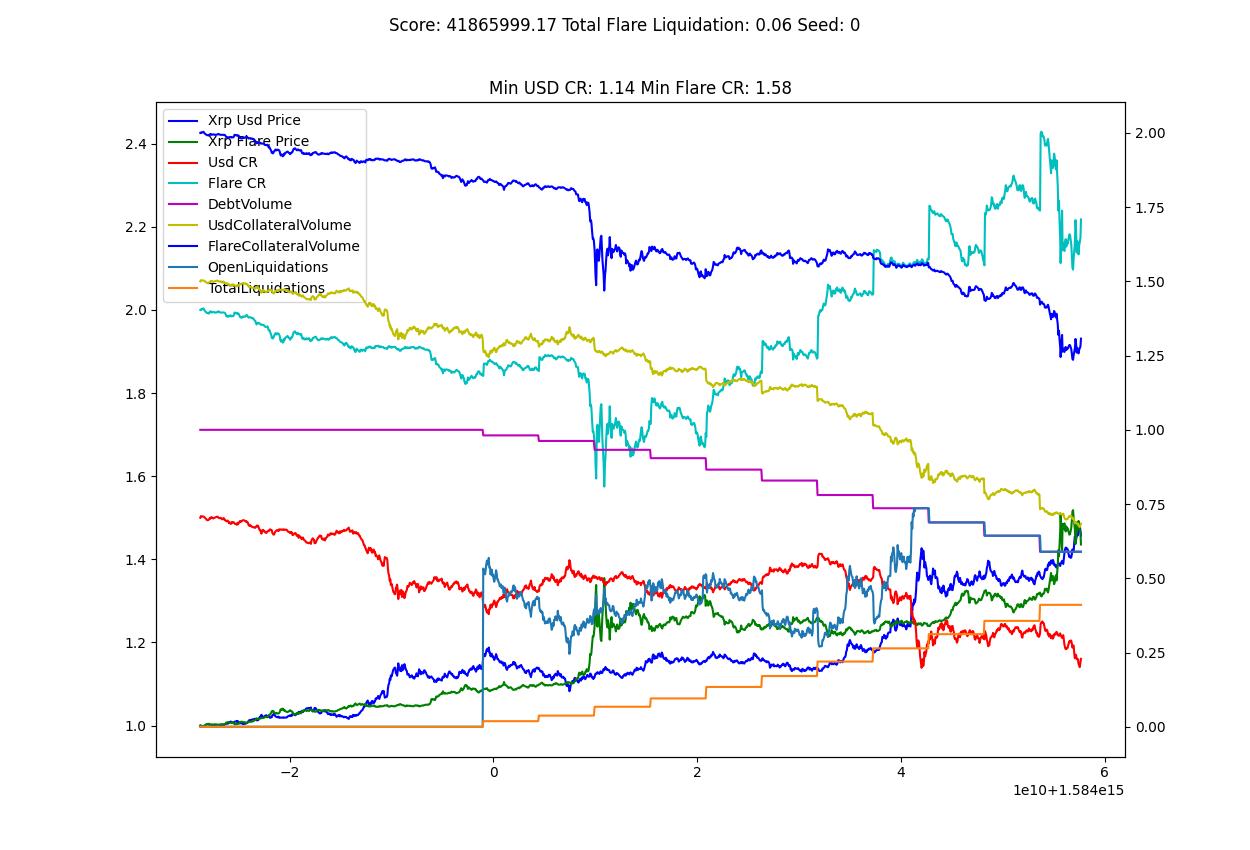 Score: 41865999.17 Total Flare Liquidation: 0.06 Seed: 0
Min USD CR: 1.14 Min Flare CR: 1.58
Xrp Usd Price
Xrp Flare Price
Usd CR
Flare CR
DebtVolume
UsdCollateralVolume
FlareCollateralVolume
OpenLiquidations
TotalLiquidations
2.4
2.2
2.0
1.8
1.6
1.4
1.2
1.0
2.00
1.75
1.50
1.25
1.00
0.75
0.50
0.25
0.00
−2 0 2 4 6
1e10+1.584e15